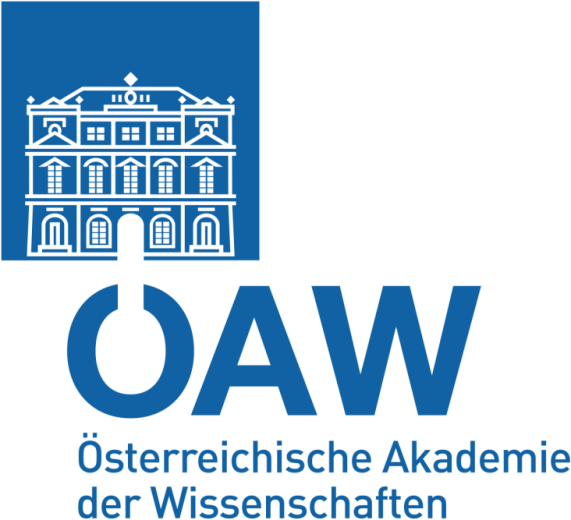 ÖAW
Österreichische Akademie
der Wissenschaften